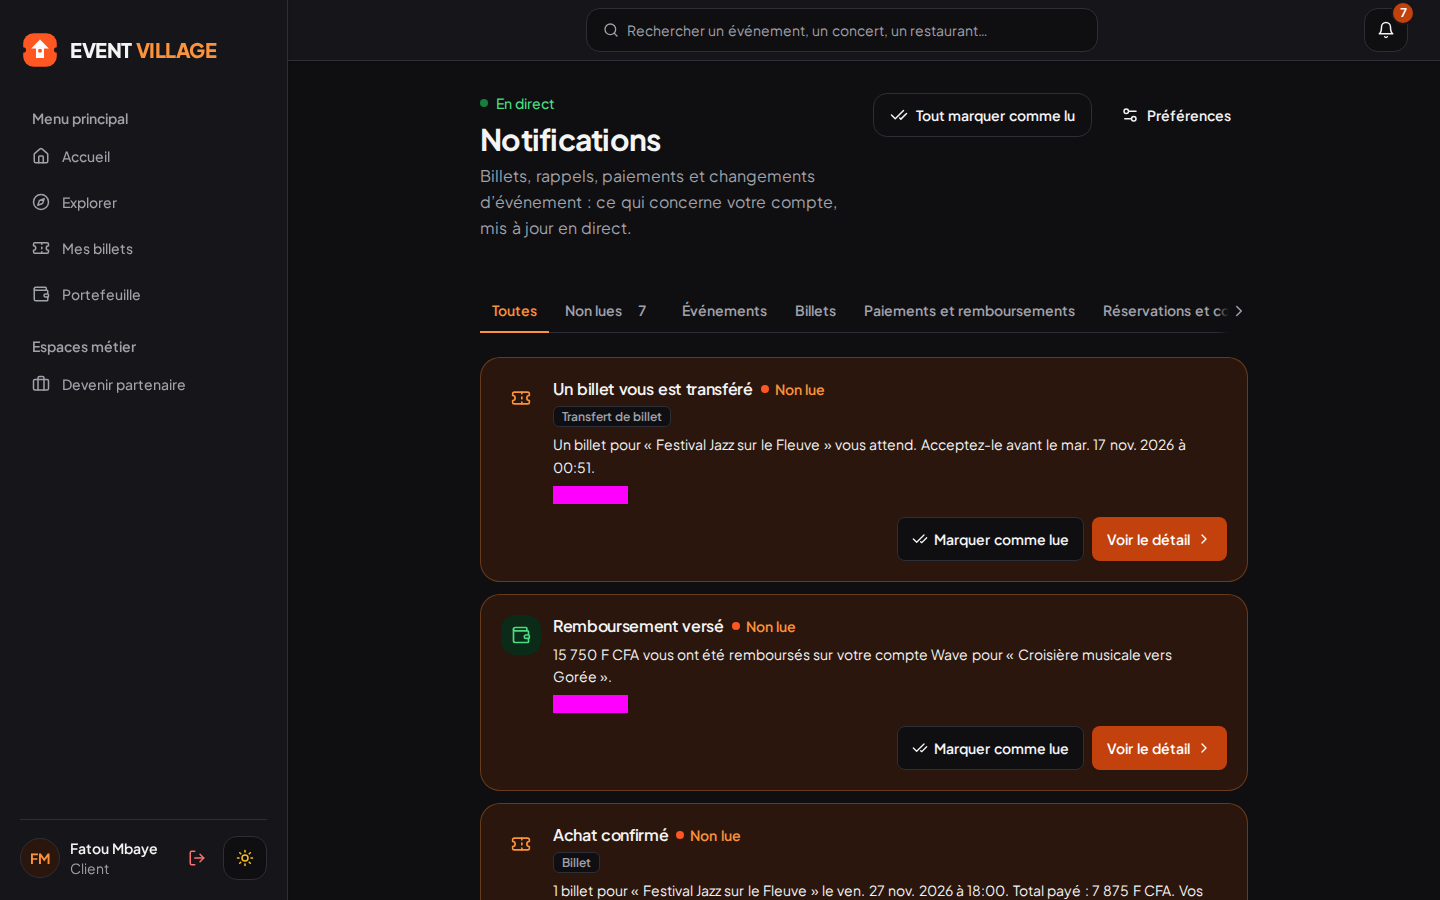 EVENT VILLAGE
Rechercher un événement, un concert, un restaurant...
7
Menu principal
Accueil
Explorer
Mes billets
Portefeuille
Espaces métier
Devenir partenaire
FM
Fatou Mbaye
Client
En direct
Notifications
Billets, rappels, paiements et changements
d’événement : ce qui concerne votre compte,
mis à jour en direct.
Tout marquer comme lu
Préférences
Toutes Non lues 7 Événements Billets Paiements et remboursements Réservations et
Un billet vous est transféré Non lue
Transfert de billet
Un billet pour « Festival Jazz sur le Fleuve » vous attend. Acceptez-le avant le mar. 17 nov. 2026 à
00:51.
Marquer comme lue Voir le détail
Remboursement versé Non lue
15 750 F CFA vous ont été remboursés sur votre compte Wave pour « Croisière musicale vers
Gorée ».
Marquer comme lue Voir le détail
Achat confirmé Non lue
Billet
1 billet pour « Festival Jazz sur le Fleuve » le ven. 27 nov. 2026 à 18:00. Total payé : 7 875 F CFA. Vos